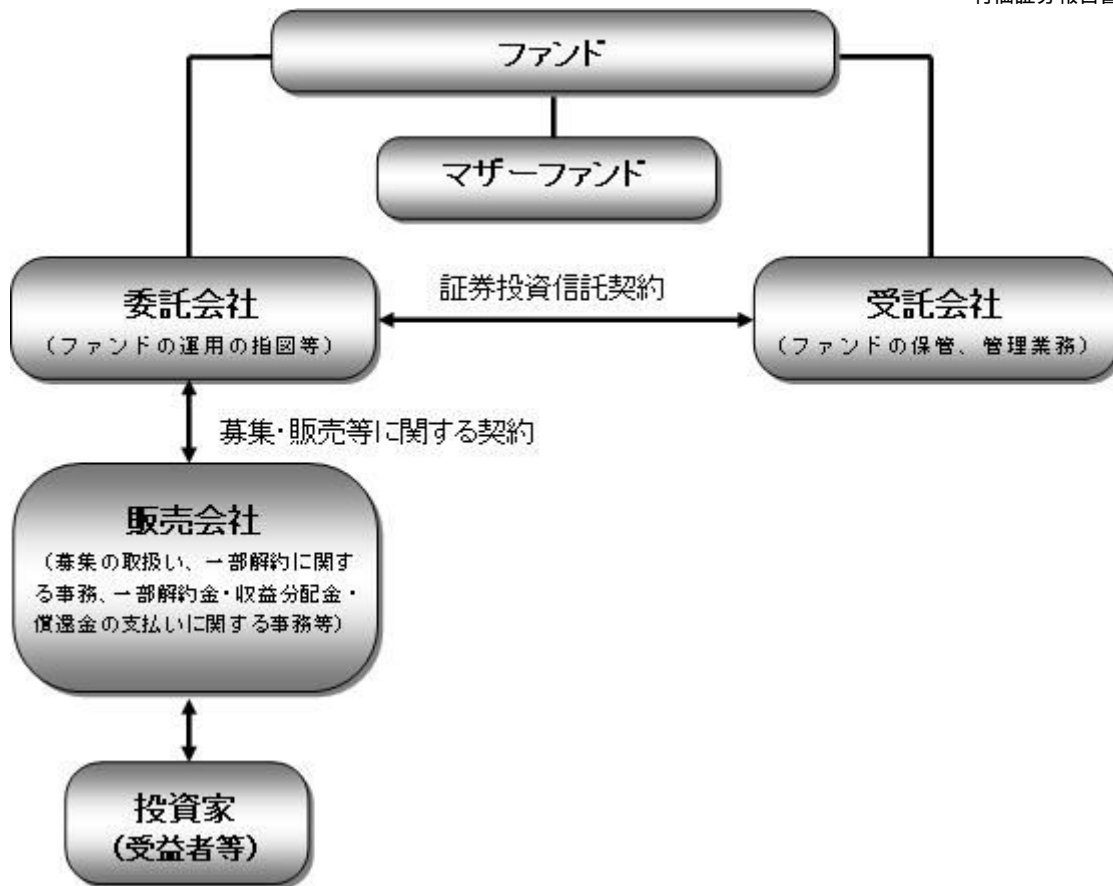 ファンド
マザーファンド
委託会社
（ファンドの運用の指図等）
証券投資信託契約
受託会社
（ファンドの保管、管理業務）
募集・販売等に関する契約
販売会社
（募集の取扱い、一部解約に関す
る事務、一部解約金・収益分配金・
償還金の支払いに関する事務等）
投資家
（受益者等）